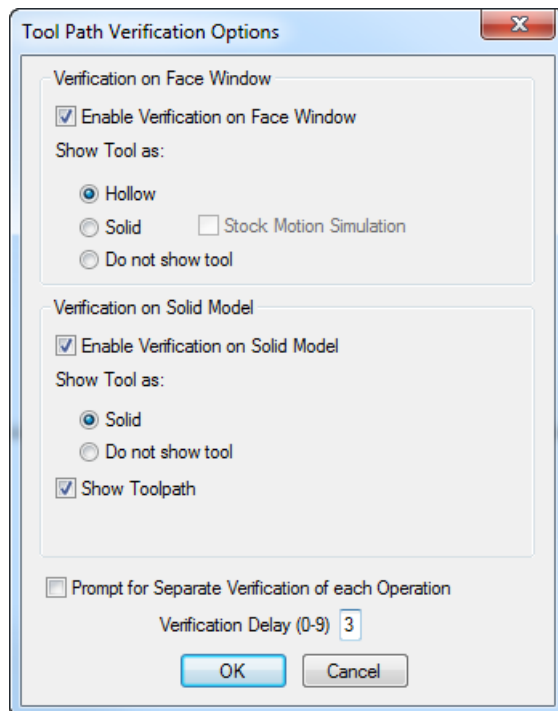 Tool Path Verification Options
Verification on Face Window
Enable Verification on Face Window
Show Tool as:
Hollow
Solid Stock Motion Simulation
Do not show tool
Verification on Solid Model
Enable Verification on Solid Model
Show Tool as:
Solid
Do not show tool
Show Toolpath
Prompt for Separate Verification of each Operation
Verification Delay (0-9) 3
OK Cancel